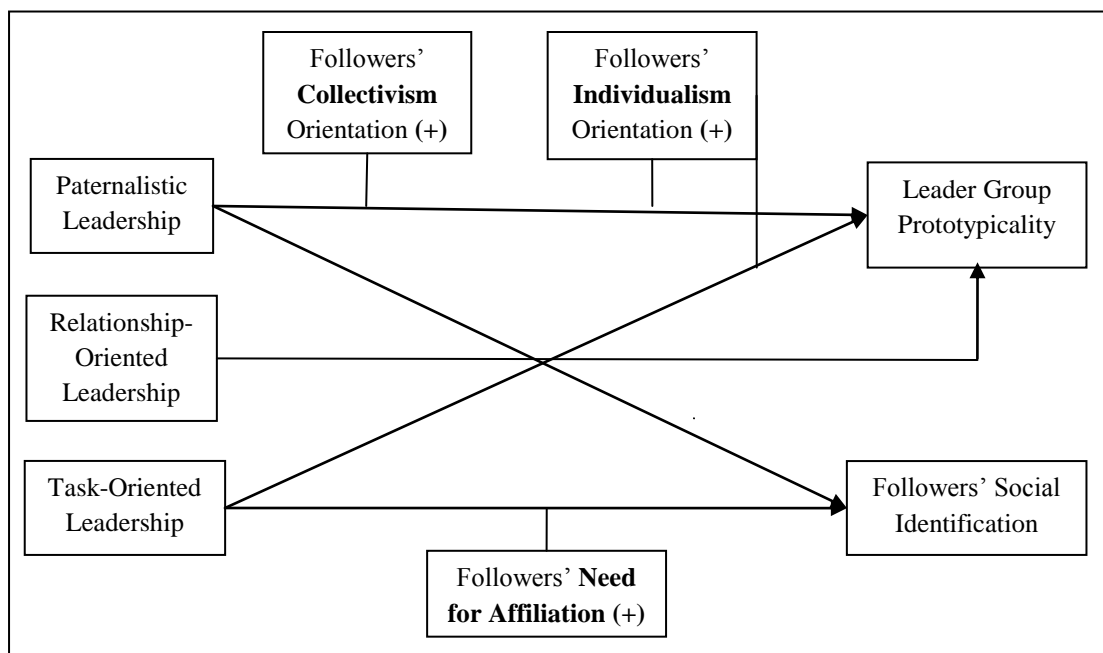 Followers’
Collectivism
Orientation (+)
Followers’
Individualism
Orientation (+)
Paternalistic
Leadership
Leader Group
Prototypicality
Relationship-
Oriented
Leadership
Task-Oriented
Leadership
Followers’ Social
Identification
Followers’ Need
for Affiliation (+)